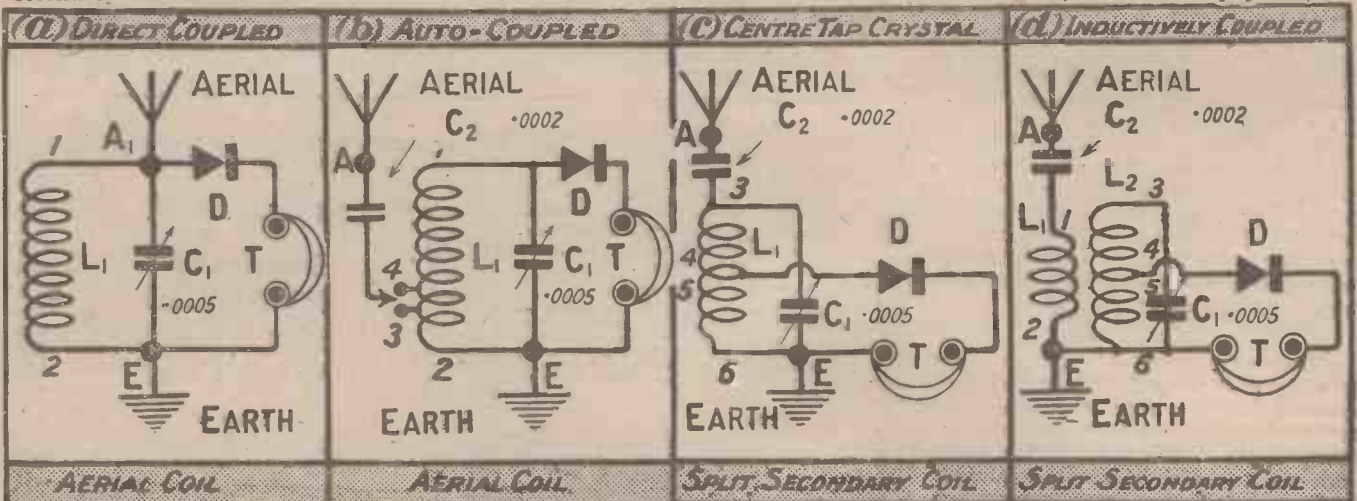 (a) DIRECT COUPLED
(b) AUTO-COUPLED
(C) CENTRE TAP CRYSTAL
(d) INDUCTIVELY COUPLED
AERIAL
A1
1
D
L1
C1
T
.0005
2
E
EARTH
AERIAL
C2 .0002
A
1
D
L1
C1
T
4
.0005
3
2
E
EARTH
AERIAL
C2 .0002
A
3
L1
D
4
5
C1 .0005
6
E
T
EARTH
AERIAL
C2 .0002
A
L2 3
L1 1
D
4
5
C1 .0005
2
6
T
E
EARTH
AERIAL COIL
AERIAL COIL
SPLIT SECONDARY COIL
SPLIT SECONDARY COIL